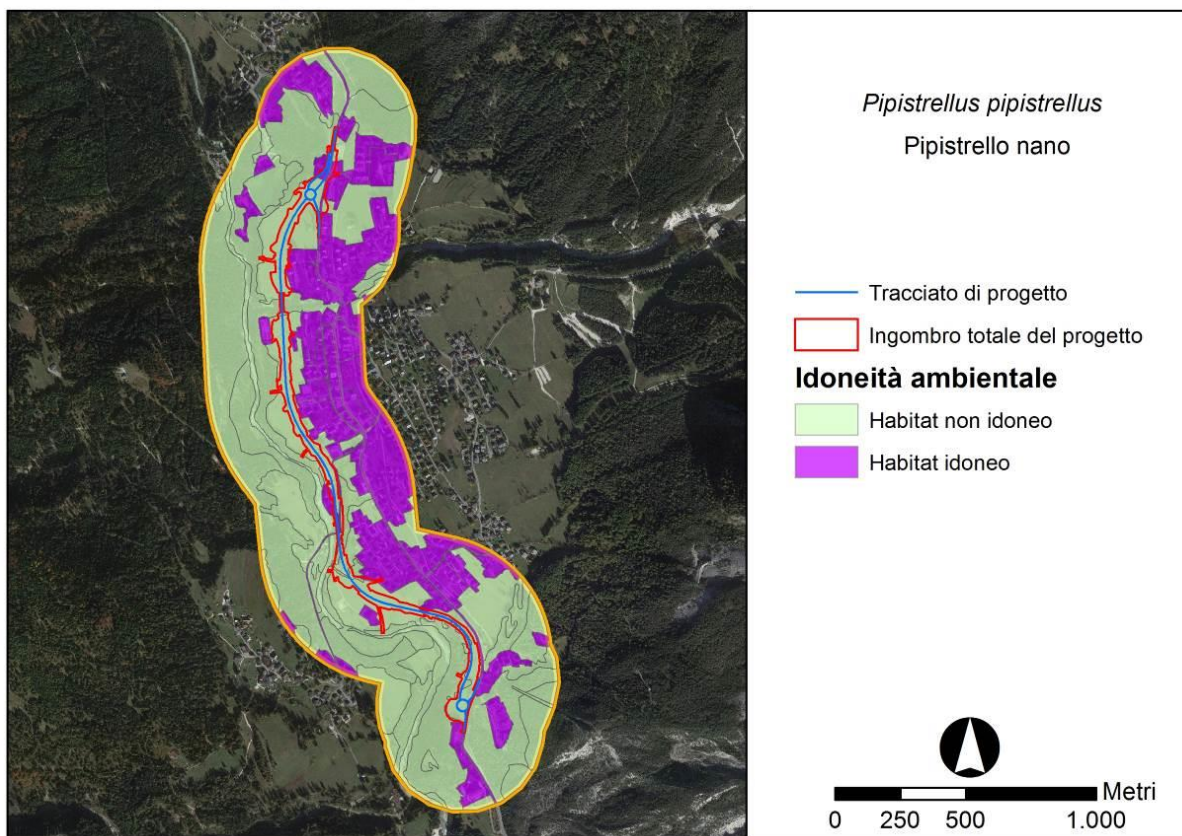 Pipistrellus pipistrellus
Pipistrello nano
Tracciato di progetto
Ingombro totale del progetto
Idoneità ambientale
Habitat non idoneo
Habitat idoneo
Metri
0 250 500 1.000